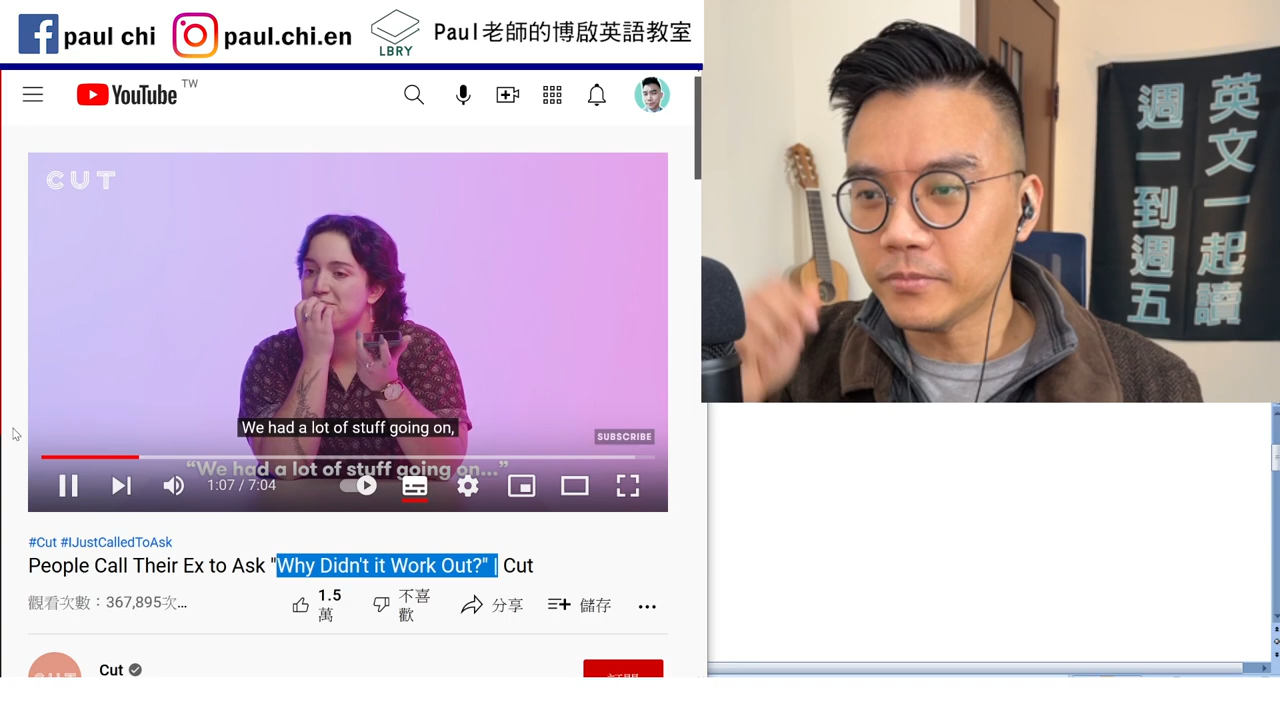 paul chi
paul.chi.en
LBRY
Paul老師的博啟英語教室
YouTube
TW
CUT
We had a lot of stuff going on,
SUBSCRIBE
"We had a lot of stuff going on..."
1:07 / 7:04
#Cut #IJustCalledToAsk
People Call Their Ex to Ask "Why Didn't it Work Out?" | Cut
觀看次數：367,895次...
1.5萬
不喜歡
分享
儲存
Cut
英文一起讀
週一到週五